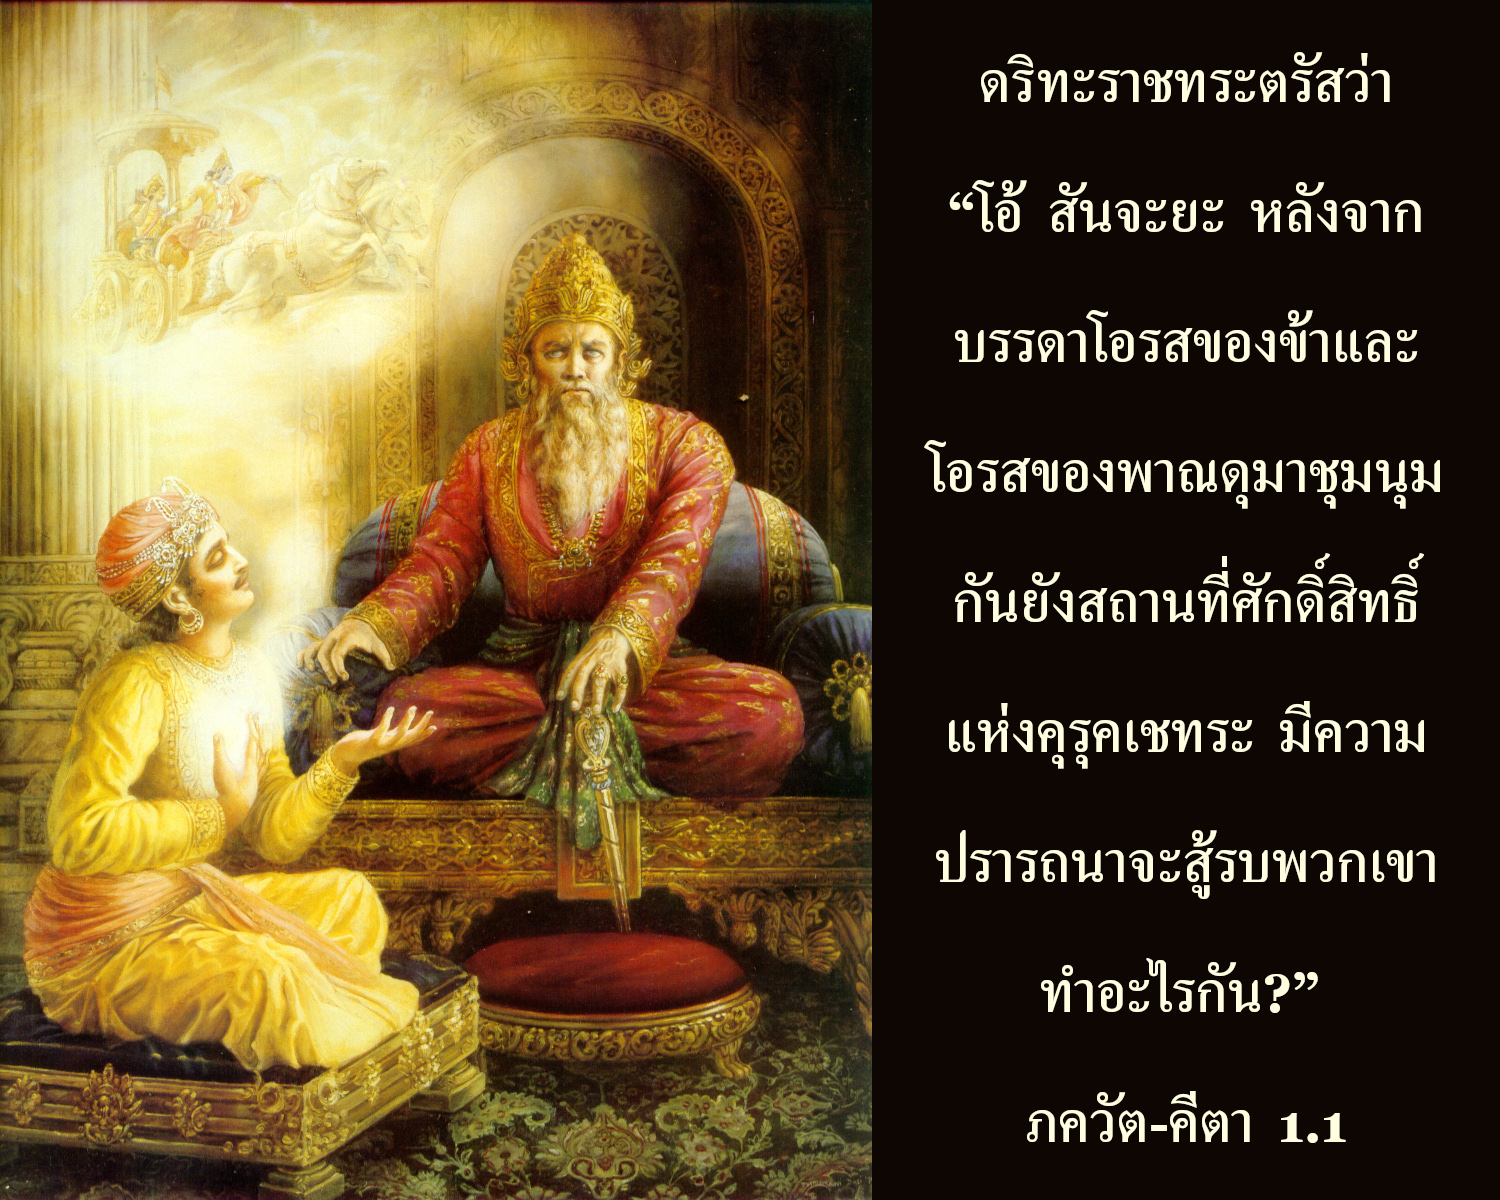 ดริทะราชทระตรัสว่า
“โอ้ สันจะยะ หลังจาก
บรรดาโอรสของข้าและ
โอรสของพาณดุมาชุมนุม
กันยังสถานที่ศักดิ์สิทธิ์
แห่งคุรุคเชทระ มีความ
ปรารถนาจะสู้รบพวกเขา
ทำอะไรกัน?”
ภควัต-คีตา 1.1